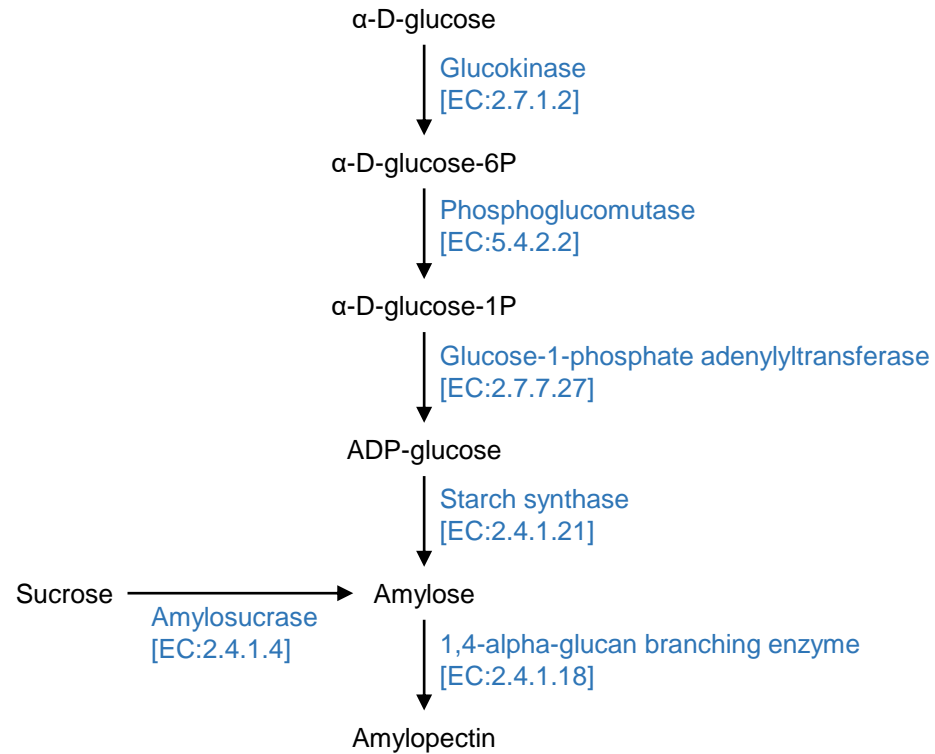 α-D-glucose
Glucokinase
[EC:2.7.1.2]
α-D-glucose-6P
Phosphoglucomutase
[EC:5.4.2.2]
α-D-glucose-1P
Glucose-1-phosphate adenylyltransferase
[EC:2.7.7.27]
ADP-glucose
Starch synthase
[EC:2.4.1.21]
Sucrose
Amylosucrase
[EC:2.4.1.4]
Amylose
1,4-alpha-glucan branching enzyme
[EC:2.4.1.18]
Amylopectin